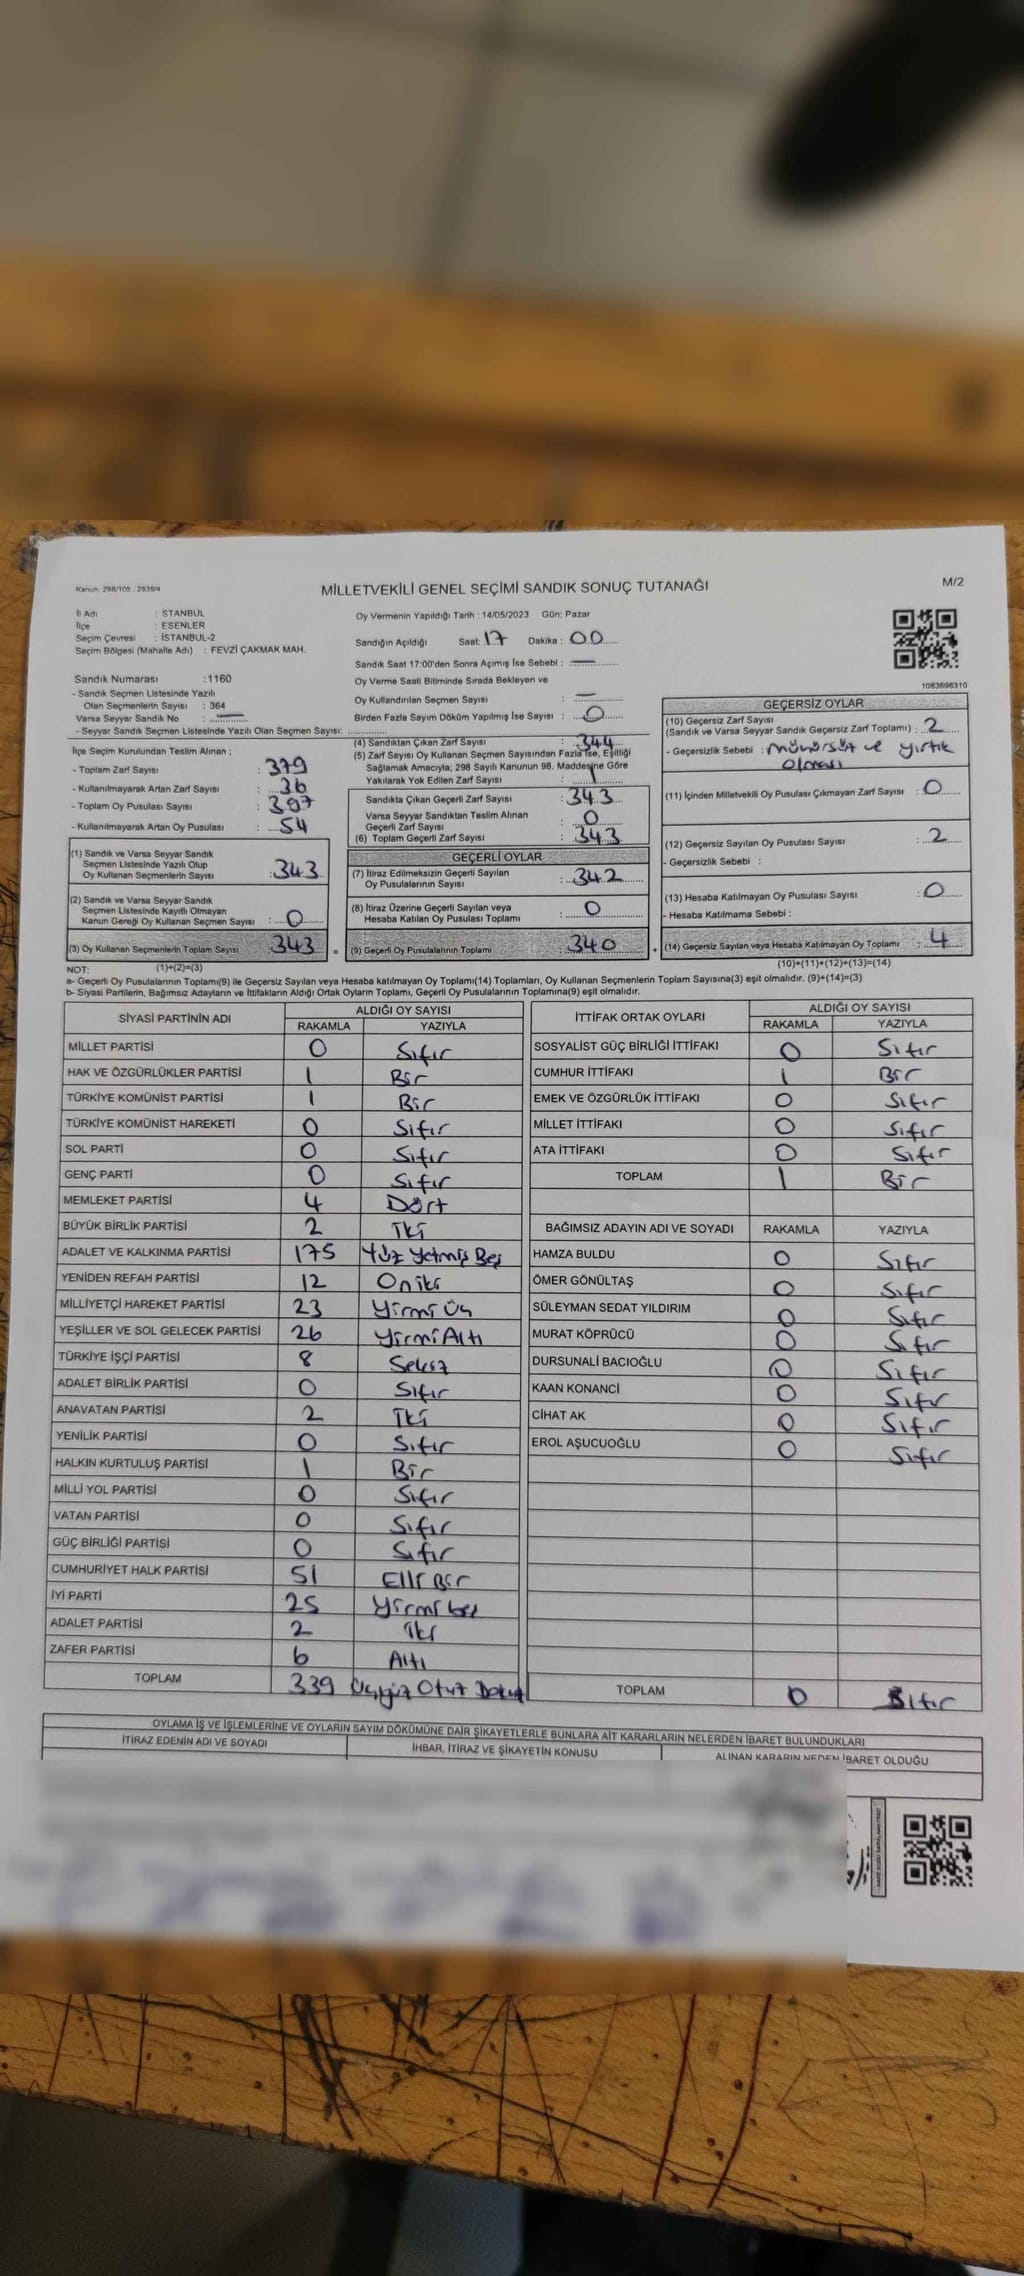 Kanun: 298/105 , 2839/4
MİLLETVEKİLİ GENEL SEÇİMİ SANDIK SONUÇ TUTANAĞI
M/2
İl Adı : STANBUL
İlçe : ESENLER
Seçim Çevresi : İSTANBUL-2
Seçim Bölgesi (Mahalle Adı) : FEVZİ ÇAKMAK MAH.
Sandık Numarası :1160
- Sandık Seçmen Listesinde Yazılı
Olan Seçmenlerin Sayısı : 364
Varsa Seyyar Sandık No : —
- Seyyar Sandık Seçmen Listesinde Yazılı Olan Seçmen Sayısı:
İlçe Seçim Kurulundan Teslim Alınan ;
- Toplam Zarf Sayısı : 379
- Kullanılmayarak Artan Zarf Sayısı : 36
- Toplam Oy Pusulası Sayısı : 397
- Kullanılmayarak Artan Oy Pusulası : 54
(1) Sandık ve Varsa Seyyar Sandık
Seçmen Listesinde Yazılı Olup
Oy Kullanan Seçmenlerin Sayısı : 343
(2) Sandık ve Varsa Seyyar Sandık
Seçmen Listesinde Kayıtlı Olmayan
Kanun Gereği Oy Kullanan Seçmen Sayısı : 0
(3) Oy Kullanan Seçmenlerin Toplam Sayısı : 343 =
(1)+(2)=(3)
Oy Vermenin Yapıldığı Tarih : 14/05/2023 Gün: Pazar
Sandığın Açıldığı Saat: 17 Dakika : 00
Sandık Saat 17:00'den Sonra Açımış İse Sebebi : —
Oy Verme Saati Bitiminde Sırada Bekleyen ve
Oy Kullandırılan Seçmen Sayısı : —
Birden Fazla Sayım Döküm Yapılmış İse Sayısı : 0
(4) Sandıktan Çıkan Zarf Sayısı : 344
(5) Zarf Sayısı Oy Kullanan Seçmen Sayısından Fazla İse, Eşitliği
Sağlamak Amacıyla; 298 Sayılı Kanunun 98. Maddesine Göre
Yakılarak Yok Edilen Zarf Sayısı : 1
Sandıkta Çıkan Geçerli Zarf Sayısı : 343
Varsa Seyyar Sandıktan Teslim Alınan
Geçerli Zarf Sayısı : 0
(6) Toplam Geçerli Zarf Sayısı : 343
GEÇERLİ OYLAR
(7) İtiraz Edilmeksizin Geçerli Sayılan
Oy Pusulalarının Sayısı : 342
(8) İtiraz Üzerine Geçerli Sayılan veya
Hesaba Katılan Oy Pusulası Toplamı : 0
(9) Geçerli Oy Pusulalarının Toplamı : 340 +
1083696310
GEÇERSİZ OYLAR
(10) Geçersiz Zarf Sayısı
(Sandık ve Varsa Seyyar Sandık Geçersiz Zarf Toplamı) : 2
- Geçersizlik Sebebi : mühürsüz ve yırtık
olması
(11) İçinden Milletvekili Oy Pusulası Çıkmayan Zarf Sayısı : 0
(12) Geçersiz Sayılan Oy Pusulası Sayısı : 2
- Geçersizlik Sebebi :
(13) Hesaba Katılmayan Oy Pusulası Sayısı : 0
- Hesaba Katılmama Sebebi :
(14) Geçersiz Sayılan veya Hesaba Katılmayan Oy Toplamı : 4
(10)+(11)+(12)+(13)=(14)
NOT:
a- Geçerli Oy Pusulalarının Toplamı(9) ile Geçersiz Sayılan veya Hesaba katılmayan Oy Toplamı(14) Toplamları, Oy Kullanan Seçmenlerin Toplam Sayısına(3) eşit olmalıdır. (9)+(14)=(3)
b- Siyasi Partilerin, Bağımsız Adayların ve İttifakların Aldığı Ortak Oyların Toplamı, Geçerli Oy Pusulalarının Toplamına(9) eşit olmalıdır.
SİYASİ PARTİNİN ADI ALDIĞI OY SAYISI
RAKAMLA YAZIYLA
MİLLET PARTİSİ 0 Sıfır
HAK VE ÖZGÜRLÜKLER PARTİSİ 1 Bir
TÜRKİYE KOMÜNİST PARTİSİ 1 Bir
TÜRKİYE KOMÜNİST HAREKETİ 0 Sıfır
SOL PARTİ 0 Sıfır
GENÇ PARTİ 0 Sıfır
MEMLEKET PARTİSİ 4 Dört
BÜYÜK BİRLİK PARTİSİ 2 İki
ADALET VE KALKINMA PARTİSİ 175 Yüz Yetmiş Beş
YENİDEN REFAH PARTİSİ 12 On iki
MİLLİYETÇİ HAREKET PARTİSİ 23 Yirmi Üç
YEŞİLLER VE SOL GELECEK PARTİSİ 26 Yirmi Altı
TÜRKİYE İŞÇİ PARTİSİ 8 Sekiz
ADALET BİRLİK PARTİSİ 0 Sıfır
ANAVATAN PARTİSİ 2 İki
YENİLİK PARTİSİ 0 Sıfır
HALKIN KURTULUŞ PARTİSİ 1 Bir
MİLLİ YOL PARTİSİ 0 Sıfır
VATAN PARTİSİ 0 Sıfır
GÜÇ BİRLİĞİ PARTİSİ 0 Sıfır
CUMHURİYET HALK PARTİSİ 51 Elli Bir
İYİ PARTİ 25 Yirmi beş
ADALET PARTİSİ 2 iki
ZAFER PARTİSİ 6 Altı
TOPLAM 339 Üçyüz Otuz Dokuz
İTTİFAK ORTAK OYLARI ALDIĞI OY SAYISI
RAKAMLA YAZIYLA
SOSYALİST GÜÇ BİRLİĞİ İTTİFAKI 0 Sıfır
CUMHUR İTTİFAKI 1 Bir
EMEK VE ÖZGÜRLÜK İTTİFAKI 0 Sıfır
MİLLET İTTİFAKI 0 Sıfır
ATA İTTİFAKI 0 Sıfır
TOPLAM 1 Bir
BAĞIMSIZ ADAYIN ADI VE SOYADI RAKAMLA YAZIYLA
HAMZA BULDU 0 Sıfır
ÖMER GÖNÜLTAŞ 0 Sıfır
SÜLEYMAN SEDAT YILDIRIM 0 Sıfır
MURAT KÖPRÜCÜ 0 Sıfır
DURSUNALİ BACIOĞLU 0 Sıfır
KAAN KONANCİ 0 Sıfır
CİHAT AK 0 Sıfır
EROL AŞUCUOĞLU 0 Sıfır
TOPLAM 0 Sıfır
OYLAMA İŞ VE İŞLEMLERİNE VE OYLARIN SAYIM DÖKÜMÜNE DAİR ŞİKAYETLERLE BUNLARA AİT KARARLARIN NELERDEN İBARET BULUNDUKLARI
İTİRAZ EDENİN ADI VE SOYADI İHBAR, İTİRAZ VE ŞİKAYETİN KONUSU ALINAN KARARIN NEDEN İBARET OLDUĞU